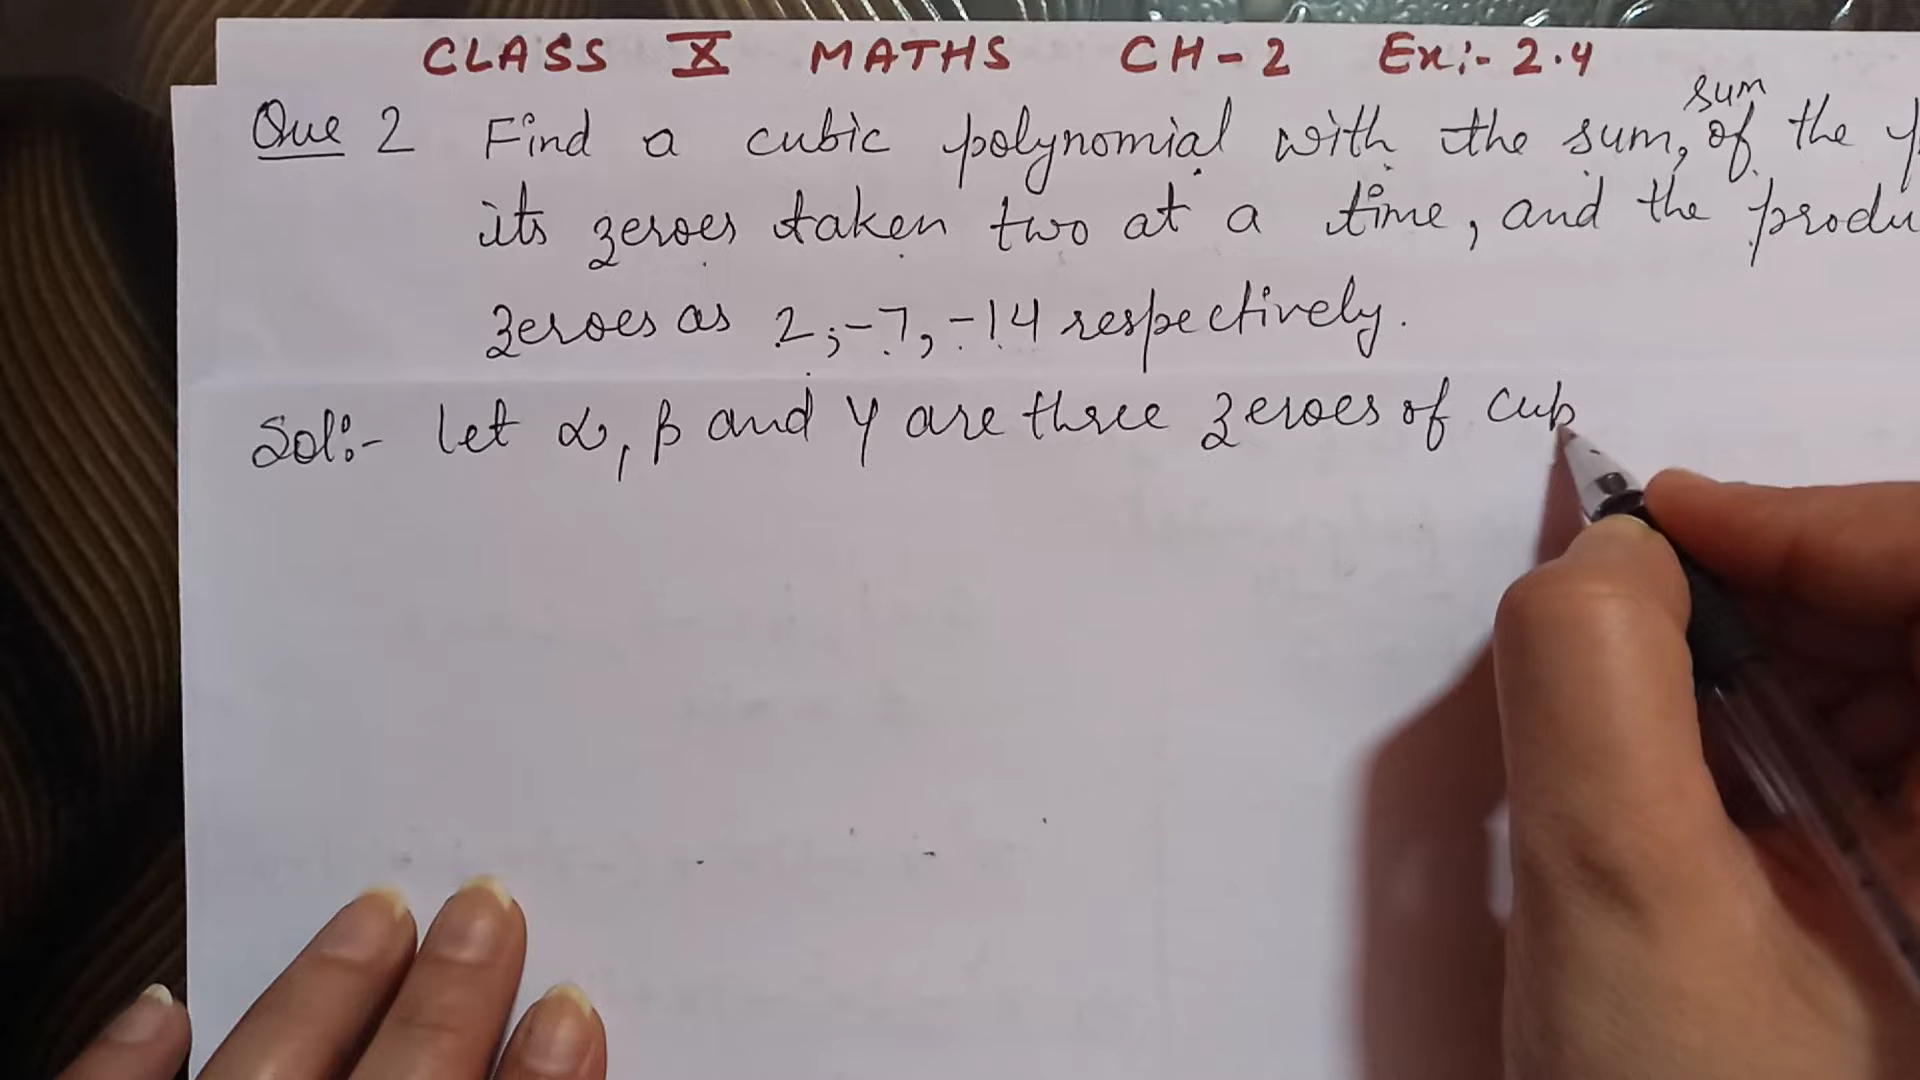 CLASS X MATHS CH-2 Ex:- 2.4
Que 2 Find a cubic polynomial with the sum, sum of the
its zeroes taken two at a time, and the produ
zeroes as 2, -7, -14 respectively.
Sol:- let α, β and γ are three zeroes of cub